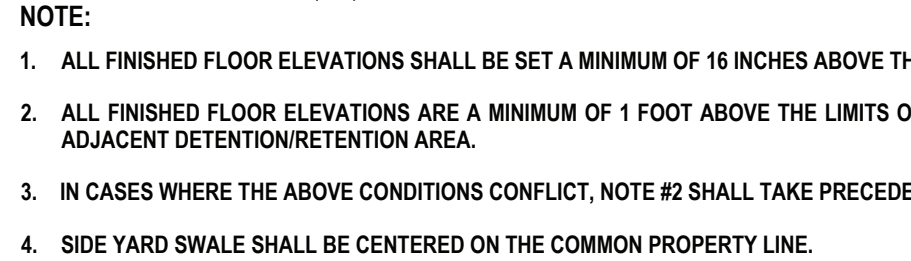 NOTE:
1. ALL FINISHED FLOOR ELEVATIONS SHALL BE SET A MINIMUM OF 16 INCHES ABOVE
2. ALL FINISHED FLOOR ELEVATIONS ARE A MINIMUM OF 1 FOOT ABOVE THE LIMITS
ADJACENT DETENTION/RETENTION AREA.
3. IN CASES WHERE THE ABOVE CONDITIONS CONFLICT, NOTE #2 SHALL TAKE
4. SIDE YARD SWALE SHALL BE CENTERED ON THE COMMON PROPERTY LINE.